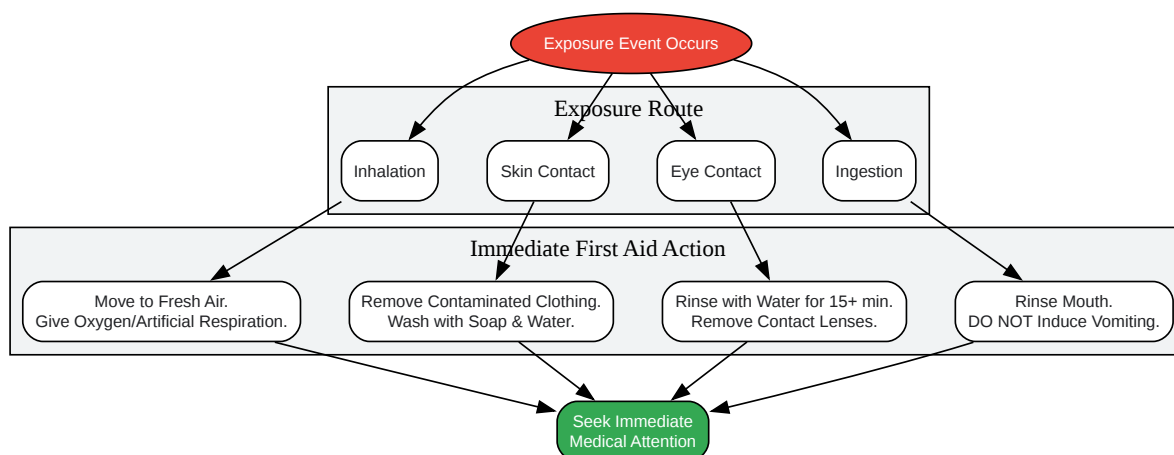 Exposure Event Occurs
Exposure Route
Inhalation
Skin Contact
Eye Contact
Ingestion
Immediate First Aid Action
Move to Fresh Air.
Give Oxygen/Artificial Respiration.
Remove Contaminated Clothing.
Wash with Soap & Water.
Rinse with Water for 15+ min.
Remove Contact Lenses.
Rinse Mouth.
DO NOT Induce Vomiting.
Seek Immediate
Medical Attention